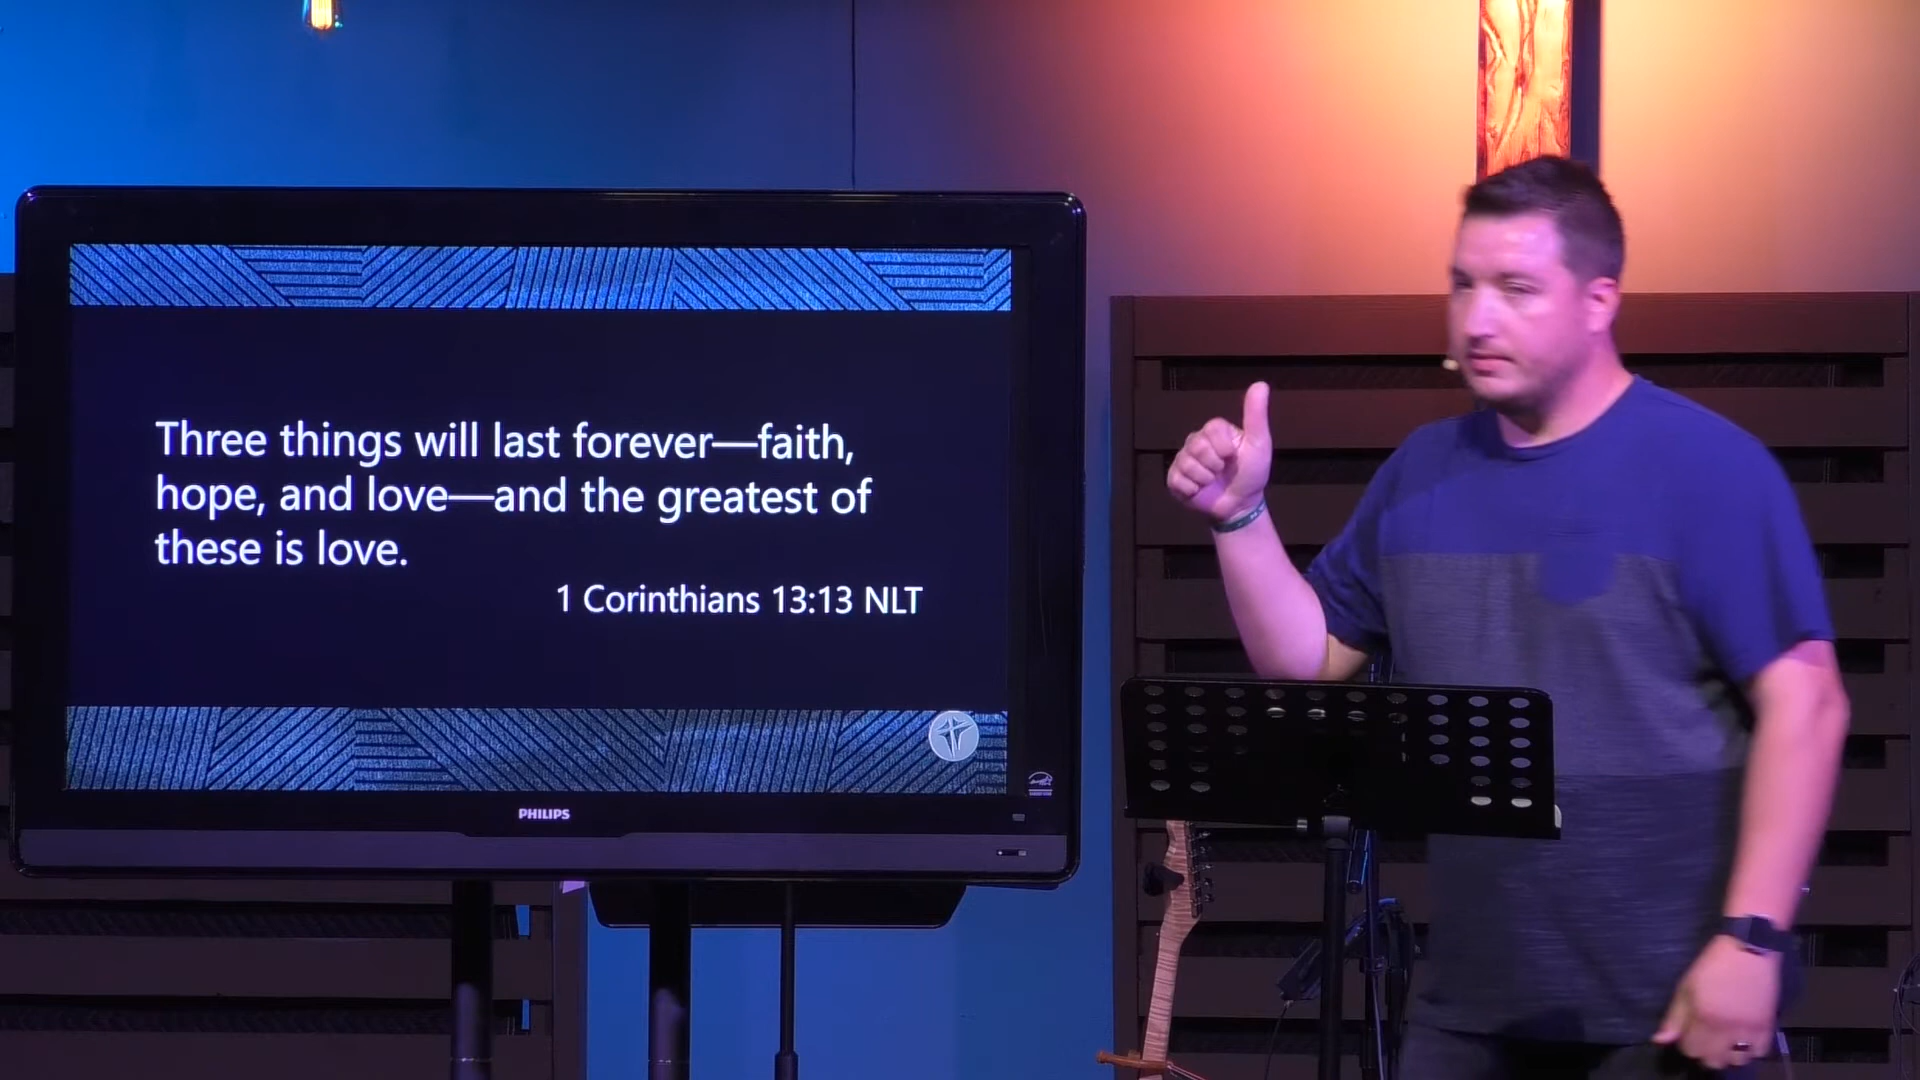 Three things will last forever—faith,
hope, and love—and the greatest of
these is love.
1 Corinthians 13:13 NLT
PHILIPS